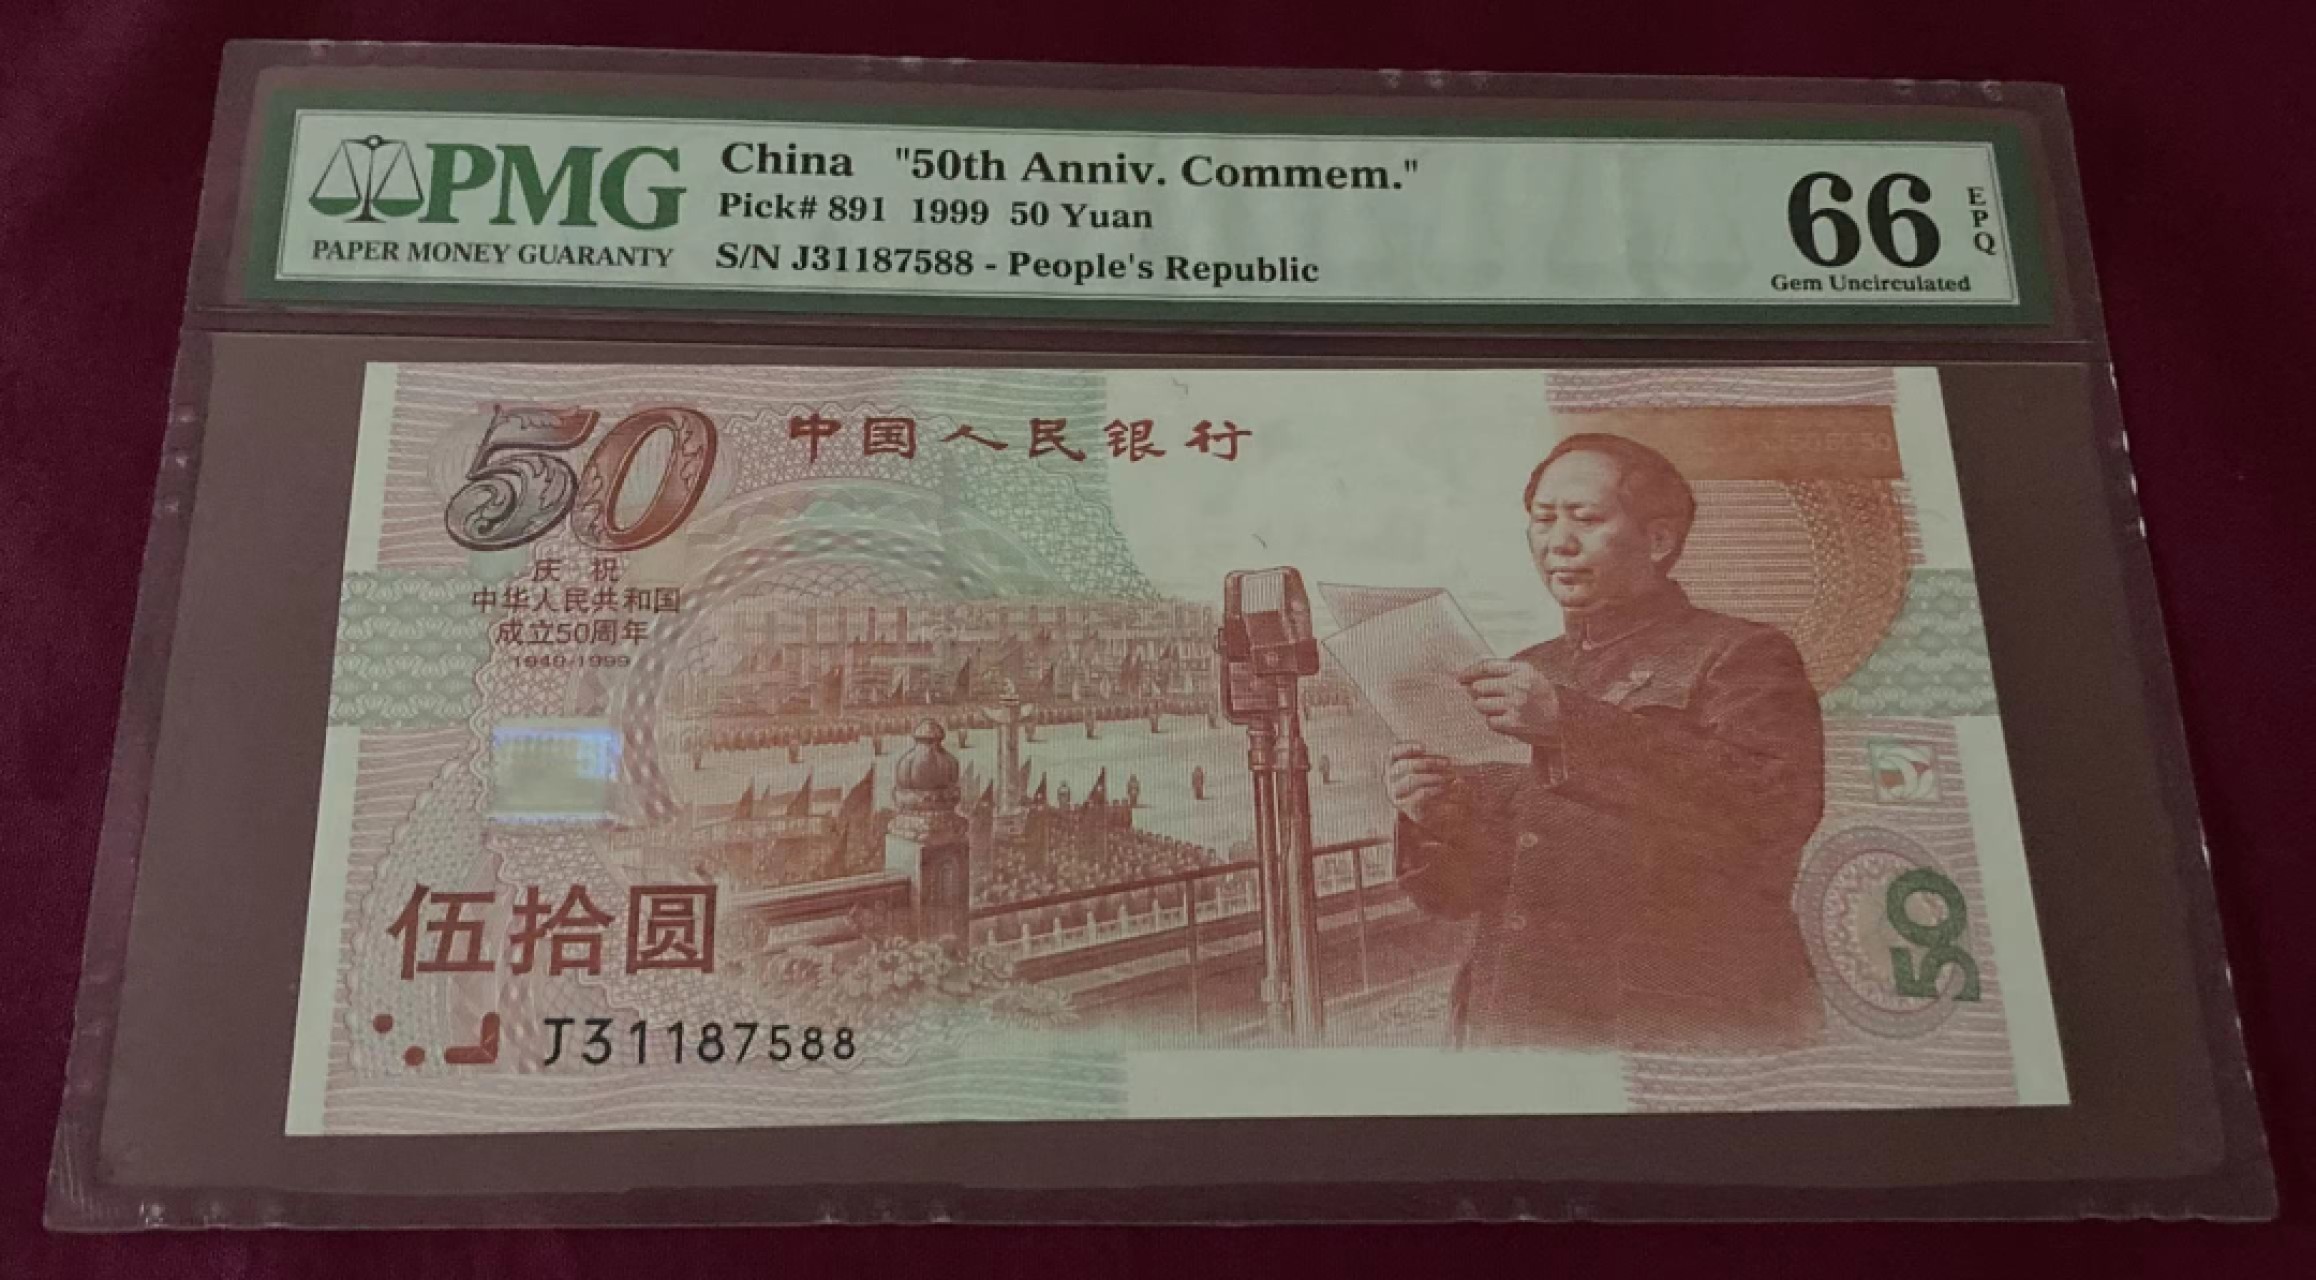 PMG
PAPER MONEY GUARANTY
China "50th Anniv. Commem."
Pick# 891 1999 50 Yuan
S/N J31187588 - People's Republic
66
EPQ
Gem Uncirculated
50
中国人民银行
庆 祝
中华人民共和国
成立50周年
1949-1999
伍拾圆
J31187588
50